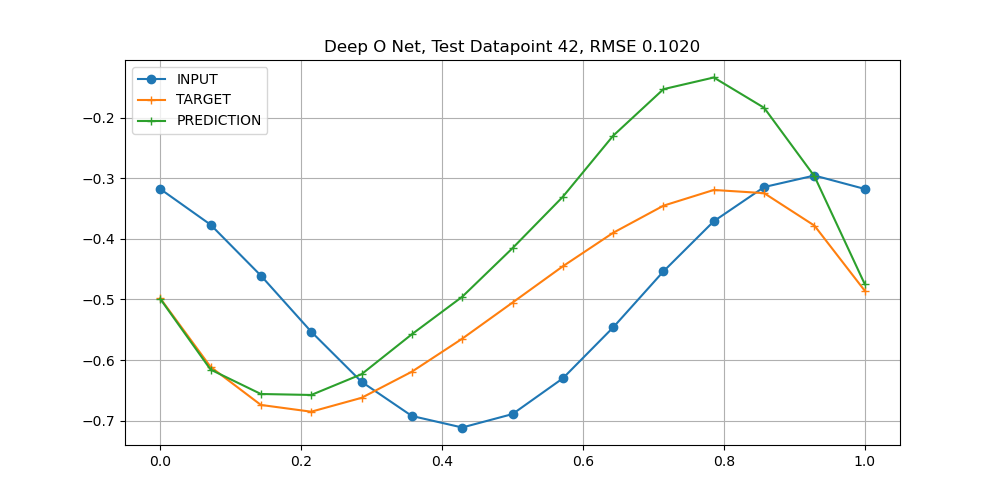 Deep O Net, Test Datapoint 42, RMSE 0.1020
INPUT
TARGET
PREDICTION
−0.2
−0.3
−0.4
−0.5
−0.6
−0.7
0.0 0.2 0.4 0.6 0.8 1.0